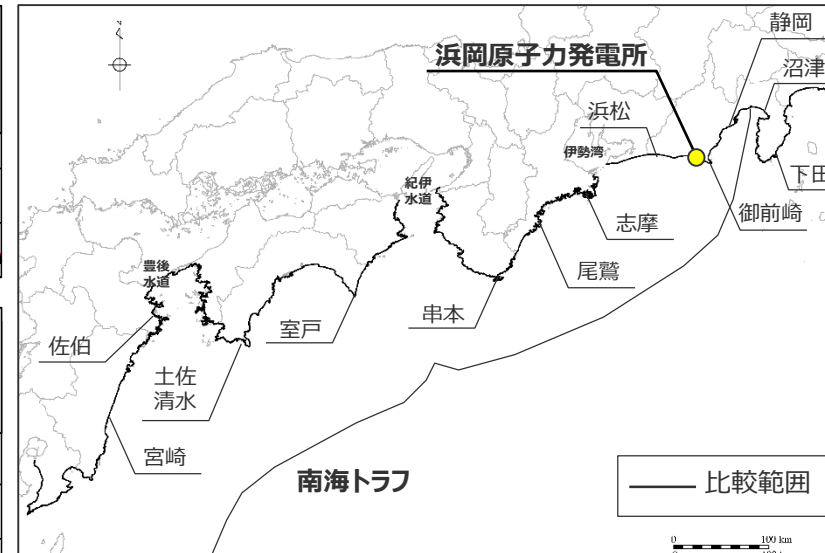 静岡
浜岡原子力発電所
沼津
浜松
伊勢湾
下田
紀伊
水道
志摩
御前崎
豊後
水道
尾鷲
串本
室戸
佐伯
土佐
清水
宮崎
南海トラフ
比較範囲
0 100 km